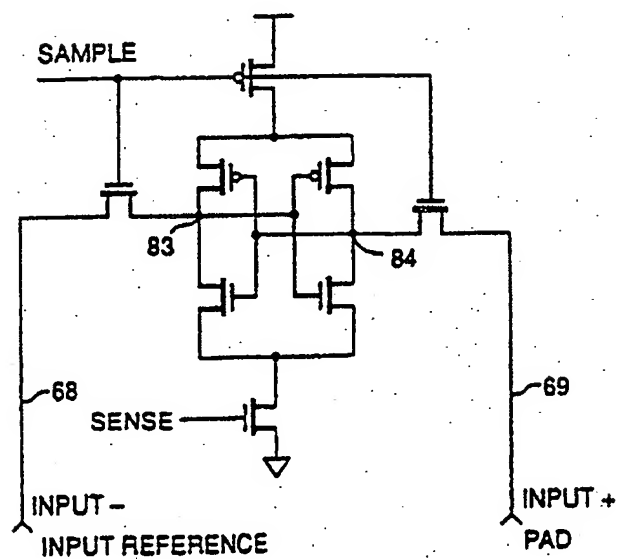 SAMPLE
83
84
68
69
SENSE
INPUT –
INPUT REFERENCE
INPUT +
PAD